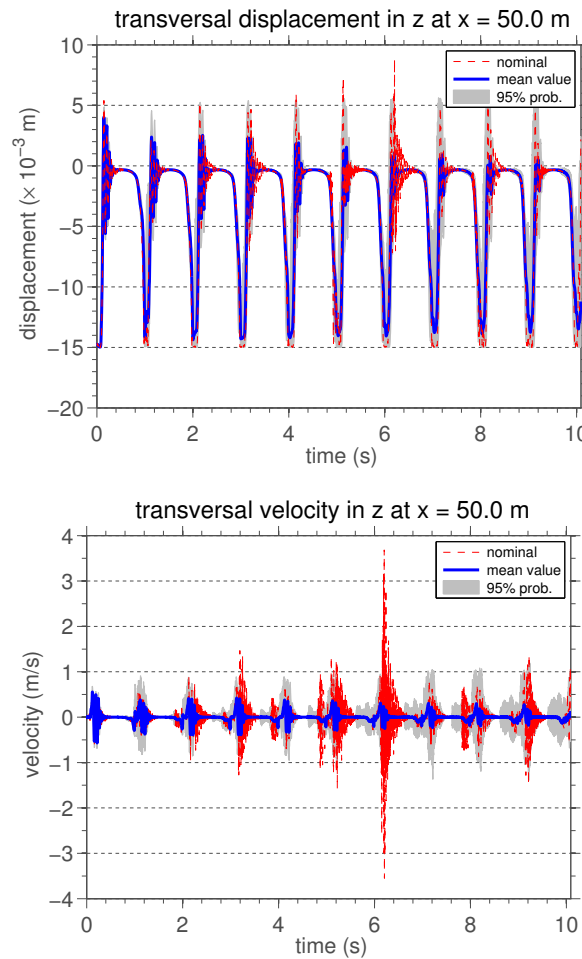 transversal displacement in z at x = 50.0 m
10
5
0
−5
−10
−15
−20
displacement (× 10−3 m)
nominal
mean value
95% prob.
0 2 4 6 8 10
time (s)
transversal velocity in z at x = 50.0 m
4
3
2
1
0
−1
−2
−3
−4
velocity (m/s)
nominal
mean value
95% prob.
0 2 4 6 8 10
time (s)